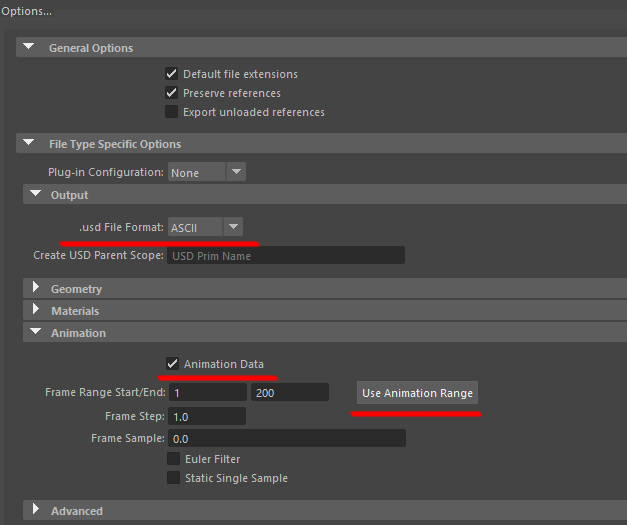 Options...
General Options
Default file extensions
Preserve references
Export unloaded references
File Type Specific Options
Plug-in Configuration: None
Output
.usd File Format: ASCII
Create USD Parent Scope: USD Prim Name
Geometry
Materials
Animation
Animation Data
Frame Range Start/End: 1 200 Use Animation Range
Frame Step: 1.0
Frame Sample: 0.0
Euler Filter
Static Single Sample
Advanced